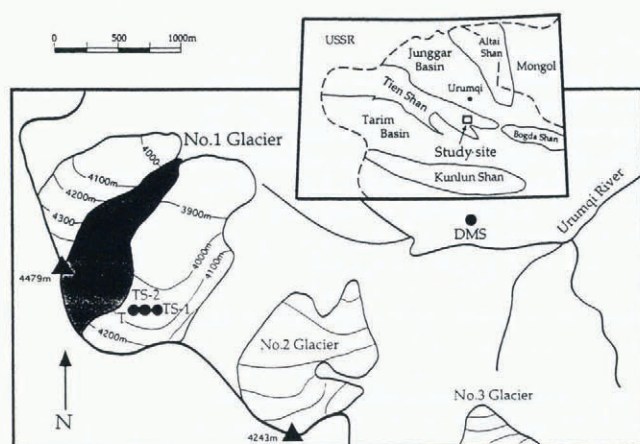 0 500 1000m
USSR
Junggar
Basin
Altai
Shan
Mongol
Tien Shan
Urumqi
Tarim
Basin
Bogda Shan
Study site
Kunlun Shan
No.1 Glacier
4000
4100m
4200m
4300
3900m
4000m
4100m
4479m
TS-2
T
TS-1
4200m
DMS
Urumqi River
No.2 Glacier
N
4243m
No.3 Glacier